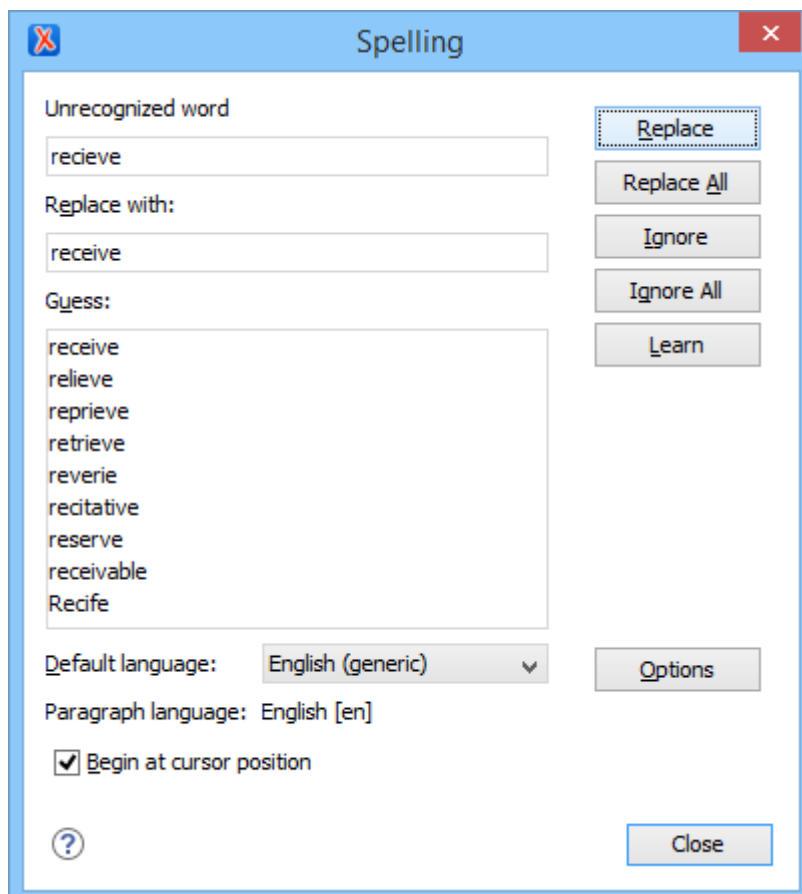 Spelling
Unrecognized word
recieve
Replace with:
receive
Guess:
receive
relieve
reprieve
retrieve
reverie
recitative
reserve
receivable
Recife
Replace
Replace All
Ignore
Ignore All
Learn
Default language: English (generic)
Options
Paragraph language: English [en]
Begin at cursor position
?
Close